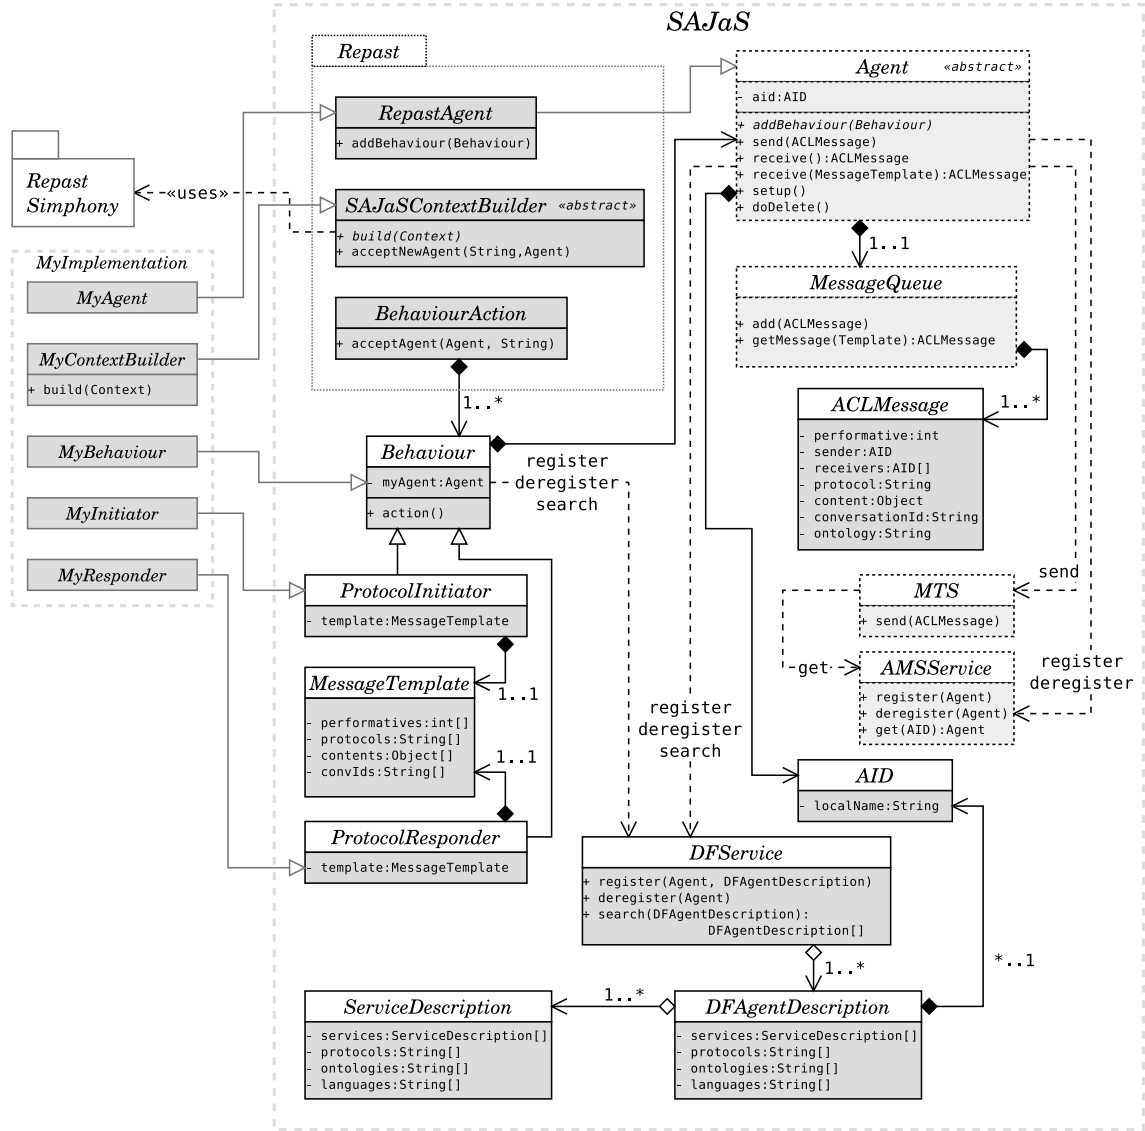 SAJaS
Repast
Agent «abstract»
- aid:AID
+ addBehaviour(Behaviour)
+ send(ACLMessage)
+ receive():ACLMessage
+ receive(MessageTemplate):ACLMessage
+ setup()
+ doDelete()
RepastAgent
+ addBehaviour(Behaviour)
Repast
Simphony
«uses»
SAJaSContextBuilder «abstract»
+ build(Context)
+ acceptNewAgent(String,Agent)
1..1
MyImplementation
MyAgent
MyContextBuilder
+ build(Context)
MyBehaviour
MyInitiator
MyResponder
BehaviourAction
+ acceptAgent(Agent, String)
1..*
MessageQueue
+ add(ACLMessage)
+ getMessage(Template):ACLMessage
1..*
ACLMessage
- performative:int
- sender:AID
- receivers:AID[]
- protocol:String
- content:Object
- conversationId:String
- ontology:String
Behaviour
- myAgent:Agent
+ action()
register
deregister
search
ProtocolInitiator
- template:MessageTemplate
send
MTS
+ send(ACLMessage)
get
AMSService
+ register(Agent)
+ deregister(Agent)
+ get(AID):Agent
register
deregister
MessageTemplate
- performatives:int[]
- protocols:String[]
- contents:Object[]
- convIds:String[]
1..1
1..1
register
deregister
search
AID
- localName:String
ProtocolResponder
- template:MessageTemplate
DFService
+ register(Agent, DFAgentDescription)
+ deregister(Agent)
+ search(DFAgentDescription):
DFAgentDescription[]
1..*
*..1
1..*
ServiceDescription
- services:ServiceDescription[]
- protocols:String[]
- ontologies:String[]
- languages:String[]
DFAgentDescription
- services:ServiceDescription[]
- protocols:String[]
- ontologies:String[]
- languages:String[]